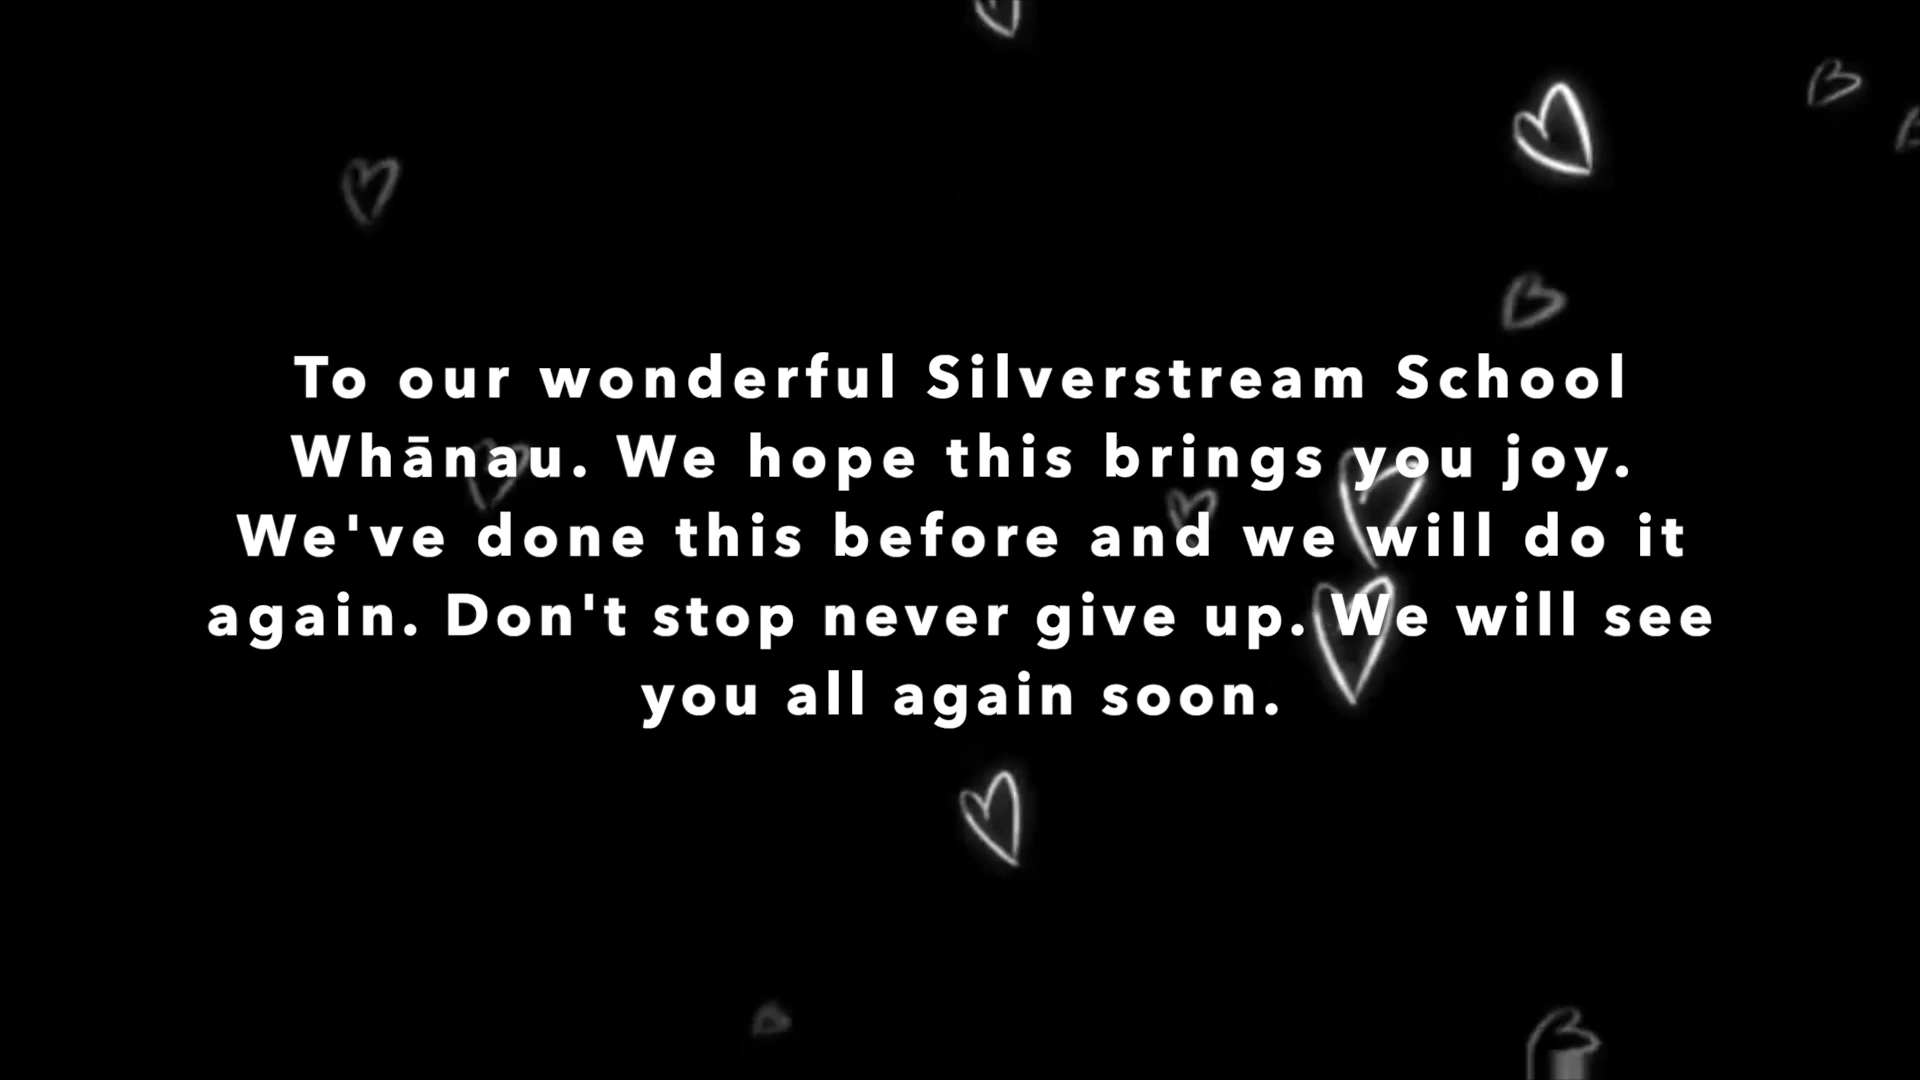 To our wonderful Silverstream School
Whānau. We hope this brings you joy.
We've done this before and we will do it
again. Don't stop never give up. We will see
you all again soon.